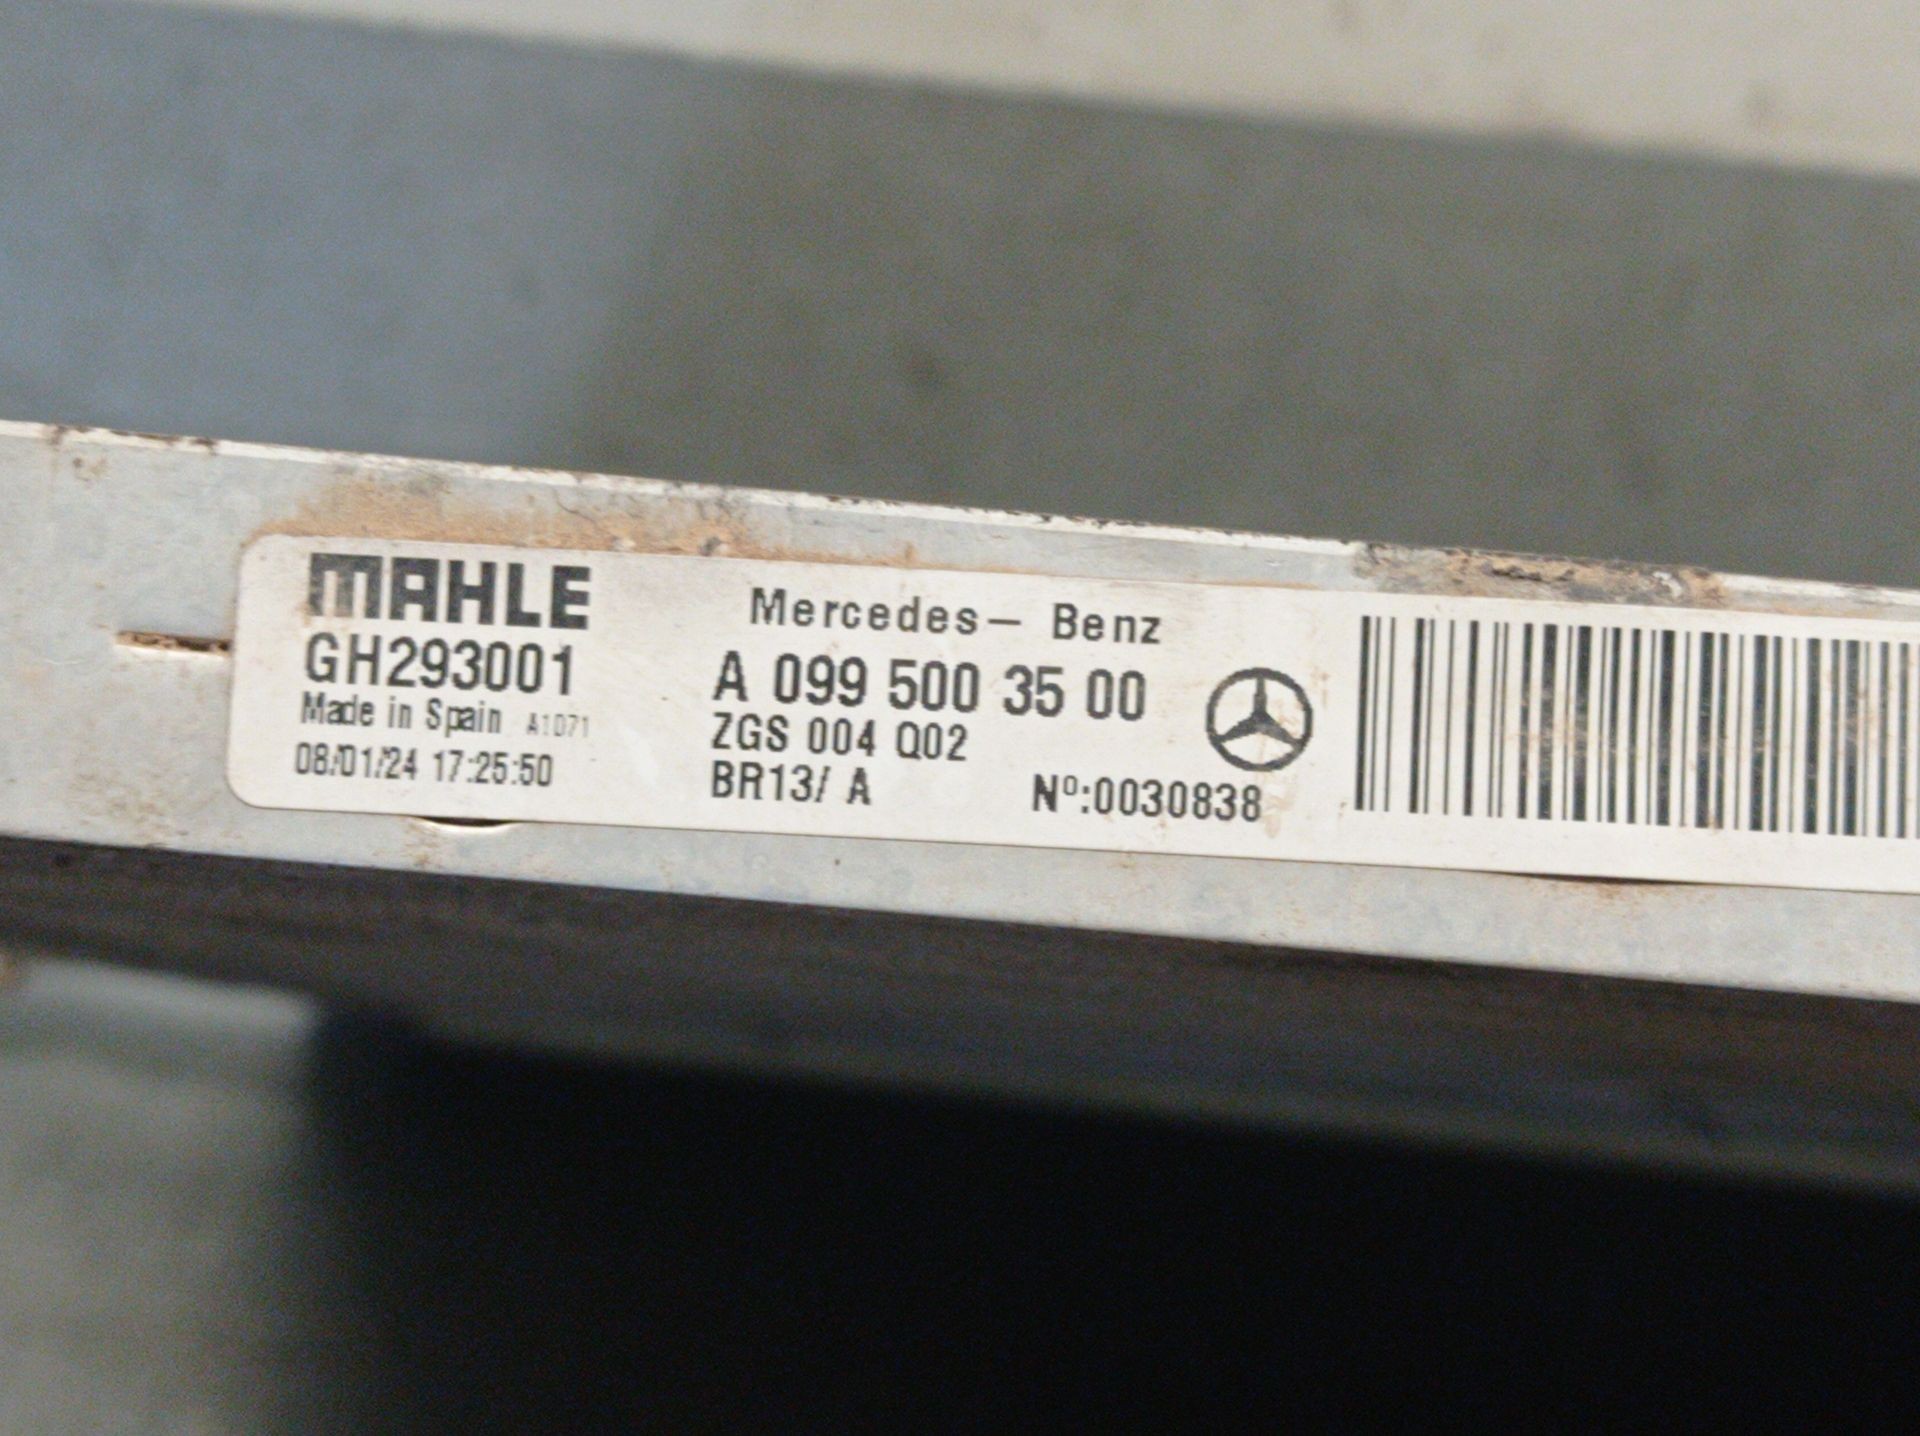 MAHLE
GH293001
Made in Spain A1071
08/01/24 17:25:50
Mercedes- Benz
A 099 500 35 00
ZGS 004 Q02
BR13/ A
Nº:0030838